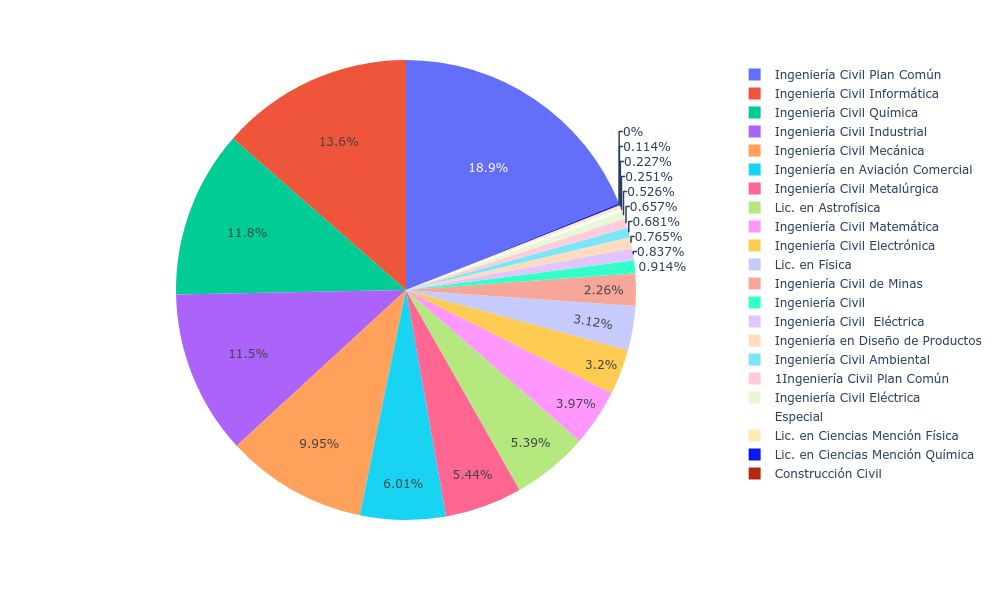 18.9%
13.6%
11.8%
11.5%
9.95%
6.01%
5.44%
5.39%
3.97%
3.2%
3.12%
2.26%
0%
0.114%
0.227%
0.251%
0.526%
0.657%
0.681%
0.765%
0.837%
0.914%
Ingeniería Civil Plan Común
Ingeniería Civil Informática
Ingeniería Civil Química
Ingeniería Civil Industrial
Ingeniería Civil Mecánica
Ingeniería en Aviación Comercial
Ingeniería Civil Metalúrgica
Lic. en Astrofísica
Ingeniería Civil Matemática
Ingeniería Civil Electrónica
Lic. en Física
Ingeniería Civil de Minas
Ingeniería Civil
Ingeniería Civil  Eléctrica
Ingeniería en Diseño de Productos
Ingeniería Civil Ambiental
1Ingeniería Civil Plan Común
Ingeniería Civil Eléctrica
Especial
Lic. en Ciencias Mención Física
Lic. en Ciencias Mención Química
Construcción Civil